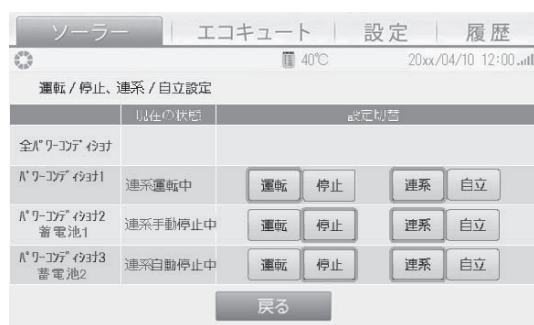 ソーラー エコキュート 設定 履歴
40℃ 20xx/04/10 12:00
運転/停止、連系/自立設定
現在の状態 設定切替
全ﾊﾟﾜｰｺﾝﾃﾞｨｼｮﾅ
ﾊﾟﾜｰｺﾝﾃﾞｨｼｮﾅ1 連系運転中 運転 停止 連系 自立
ﾊﾟﾜｰｺﾝﾃﾞｨｼｮﾅ2
蓄電池1 連系手動停止中 運転 停止 連系 自立
ﾊﾟﾜｰｺﾝﾃﾞｨｼｮﾅ3
蓄電池2 連系自動停止中 運転 停止 連系 自立
戻る